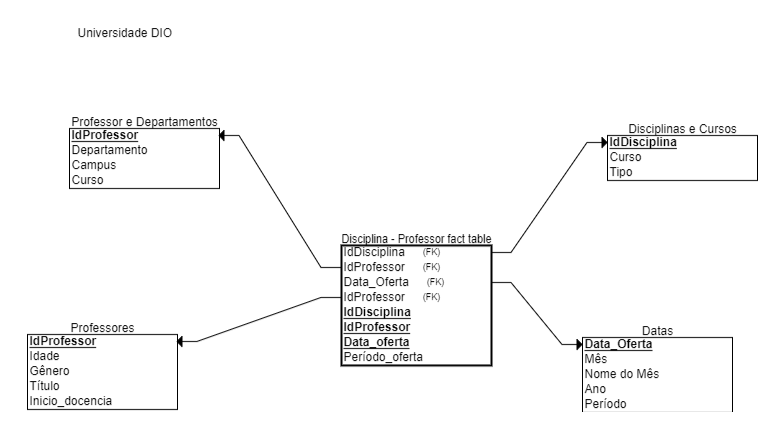 Universidade DIO
Professor e Departamentos
IdProfessor
Departamento
Campus
Curso
Disciplinas e Cursos
IdDisciplina
Curso
Tipo
Disciplina - Professor fact table
IdDisciplina (FK)
IdProfessor (FK)
Data_Oferta (FK)
IdProfessor (FK)
IdDisciplina
IdProfessor
Data_oferta
Período_oferta
Professores
IdProfessor
Idade
Gênero
Título
Inicio_docencia
Datas
Data_Oferta
Mês
Nome do Mês
Ano
Período